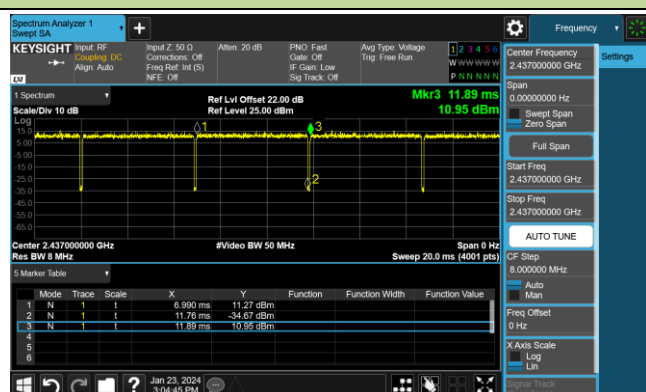 Spectrum Analyzer 1
Swept SA
+
Frequency
KEYSIGHT
Input: RF
Coupling: DC
Align: Auto
Input Z: 50 Ω
Corrections: Off
Freq Ref: Int (S)
NFE: Off
Atten: 20 dB
PNO: Fast
Gate: Off
IF Gain: Low
Sig Track: Off
Avg Type: Voltage
Trig: Free Run
1 2 3 4 5 6
W W W W W W
P N N N N N
LXI
1 Spectrum
Scale/Div 10 dB
Ref Lvl Offset 22.00 dB
Ref Level 25.00 dBm
Mkr3 11.89 ms
10.95 dBm
Log
15.0
5.00
-5.00
-15.0
-25.0
-35.0
-45.0
-55.0
-65.0
1
3
2
Center 2.437000000 GHz
Res BW 8 MHz
#Video BW 50 MHz
Span 0 Hz
Sweep 20.0 ms (4001 pts)
5 Marker Table
Mode Trace Scale X Y Function Function Width Function Value
1 N 1 t 6.990 ms 11.27 dBm
2 N 1 t 11.76 ms -34.67 dBm
3 N 1 t 11.89 ms 10.95 dBm
4
5
6
Jan 23, 2024
3:04:45 PM
Center Frequency
2.437000000 GHz
Span
0.00000000 Hz
Swept Span
Zero Span
Full Span
Start Freq
2.437000000 GHz
Stop Freq
2.437000000 GHz
AUTO TUNE
CF Step
8.000000 MHz
Auto
Man
Freq Offset
0 Hz
X Axis Scale
Log
Lin
Signal Track
Settings